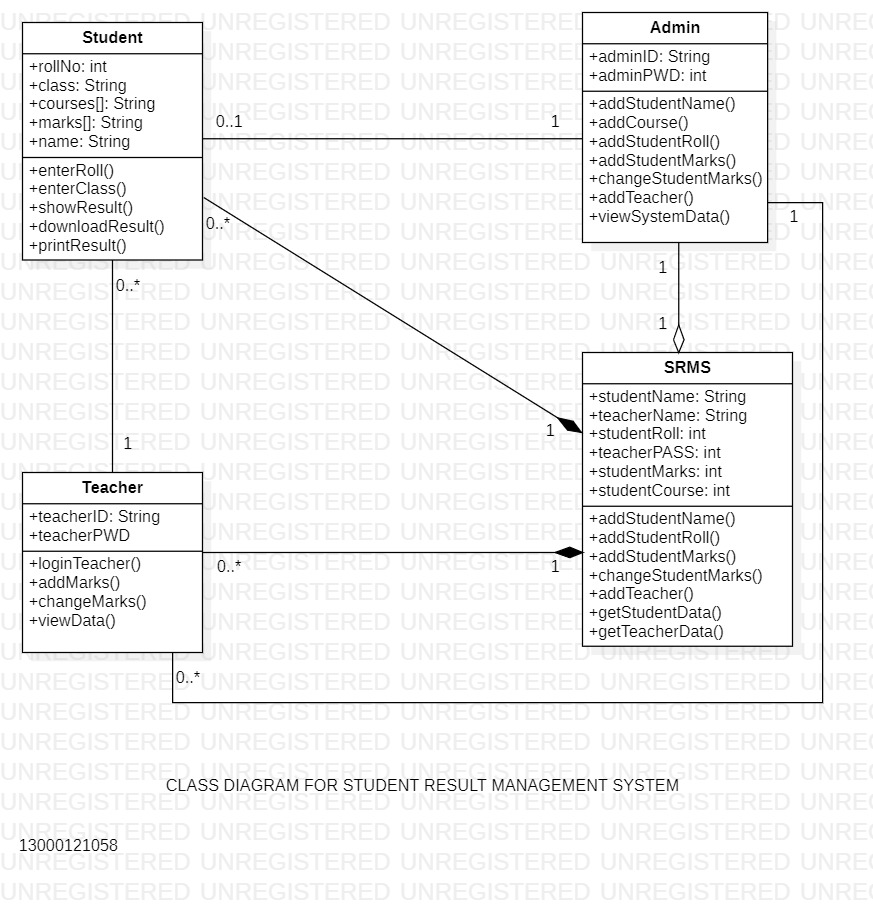 Student
+rollNo: int
+class: String
+courses[]: String
+marks[]: String
+name: String
+enterRoll()
+enterClass()
+showResult()
+downloadResult()
+printResult()
0..1
1
Admin
+adminID: String
+adminPWD: int
+addStudentName()
+addCourse()
+addStudentRoll()
+addStudentMarks()
+changeStudentMarks()
+addTeacher()
+viewSystemData()
1
0..*
0..*
1
1
1
1
SRMS
+studentName: String
+teacherName: String
+studentRoll: int
+teacherPASS: int
+studentMarks: int
+studentCourse: int
+addStudentName()
+addStudentRoll()
+addStudentMarks()
+changeStudentMarks()
+addTeacher()
+getStudentData()
+getTeacherData()
Teacher
+teacherID: String
+teacherPWD
+loginTeacher()
+addMarks()
+changeMarks()
+viewData()
0..*
1
0..*
CLASS DIAGRAM FOR STUDENT RESULT MANAGEMENT SYSTEM
13000121058
UNREGISTERED